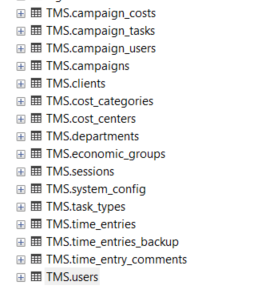 TMS.campaign_costs
TMS.campaign_tasks
TMS.campaign_users
TMS.campaigns
TMS.clients
TMS.cost_categories
TMS.cost_centers
TMS.departments
TMS.economic_groups
TMS.sessions
TMS.system_config
TMS.task_types
TMS.time_entries
TMS.time_entries_backup
TMS.time_entry_comments
TMS.users